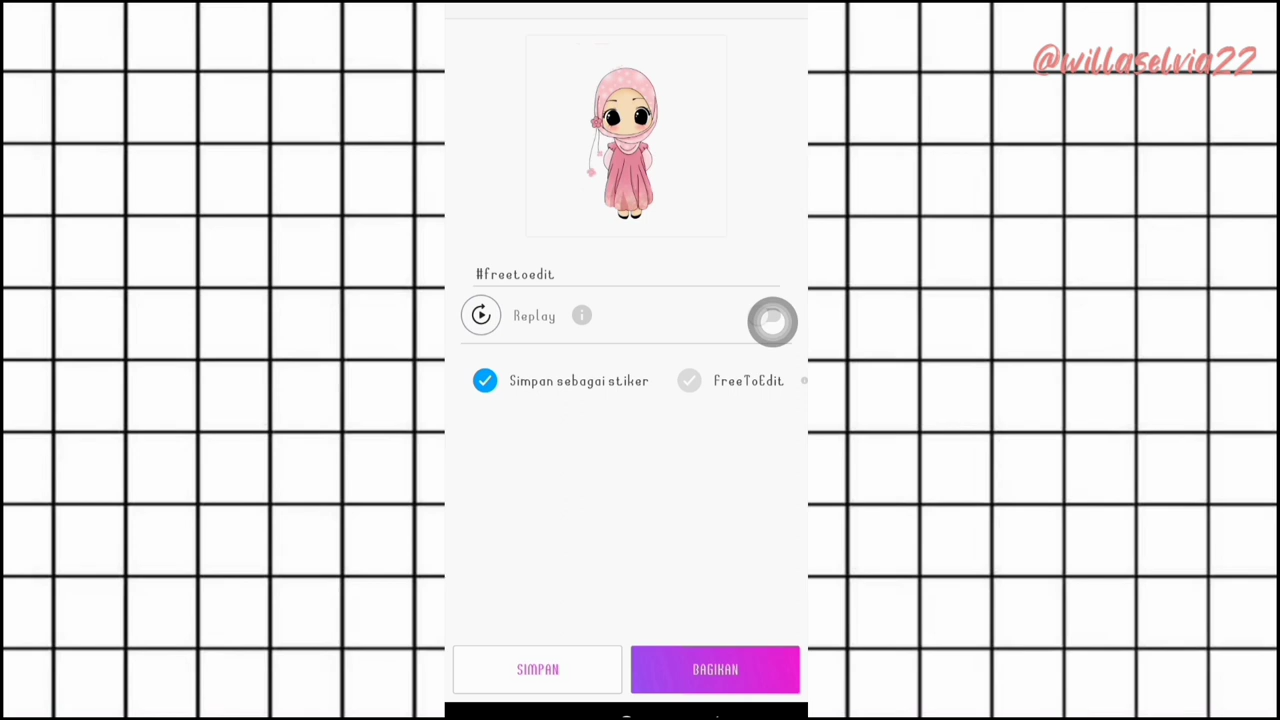 @willaselvia22
#freetoedit
Replay
Simpan sebagai stiker
FreeToEdit
SIMPAN
BAGIKAN